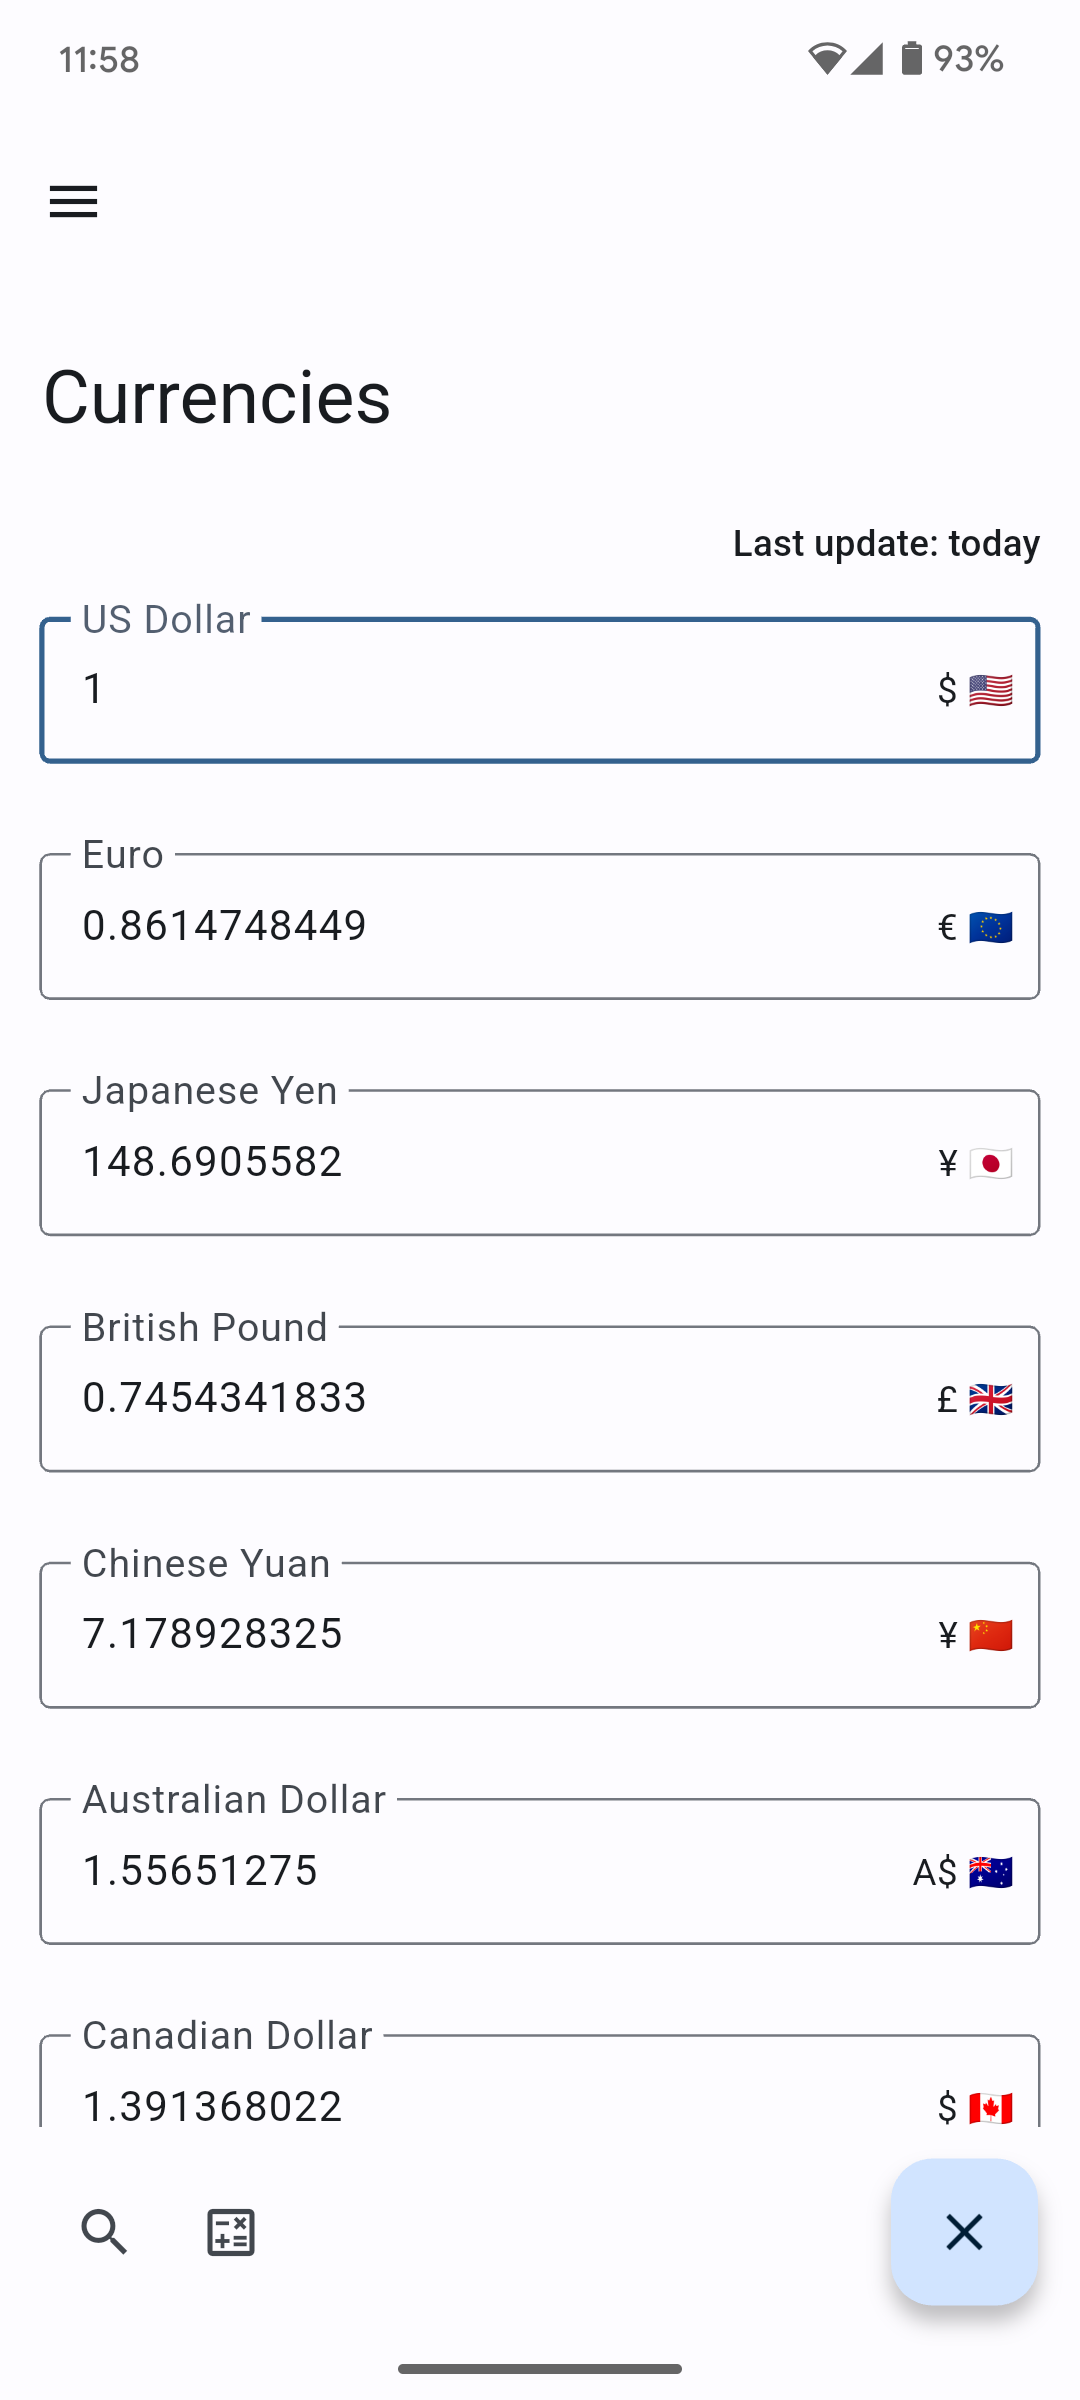 11:58
93%
Currencies
Last update: today
US Dollar
1
$
Euro
0.8614748449
€
Japanese Yen
148.6905582
¥
British Pound
0.7454341833
£
Chinese Yuan
7.178928325
¥
Australian Dollar
1.55651275
A$
Canadian Dollar
1.391368022
$